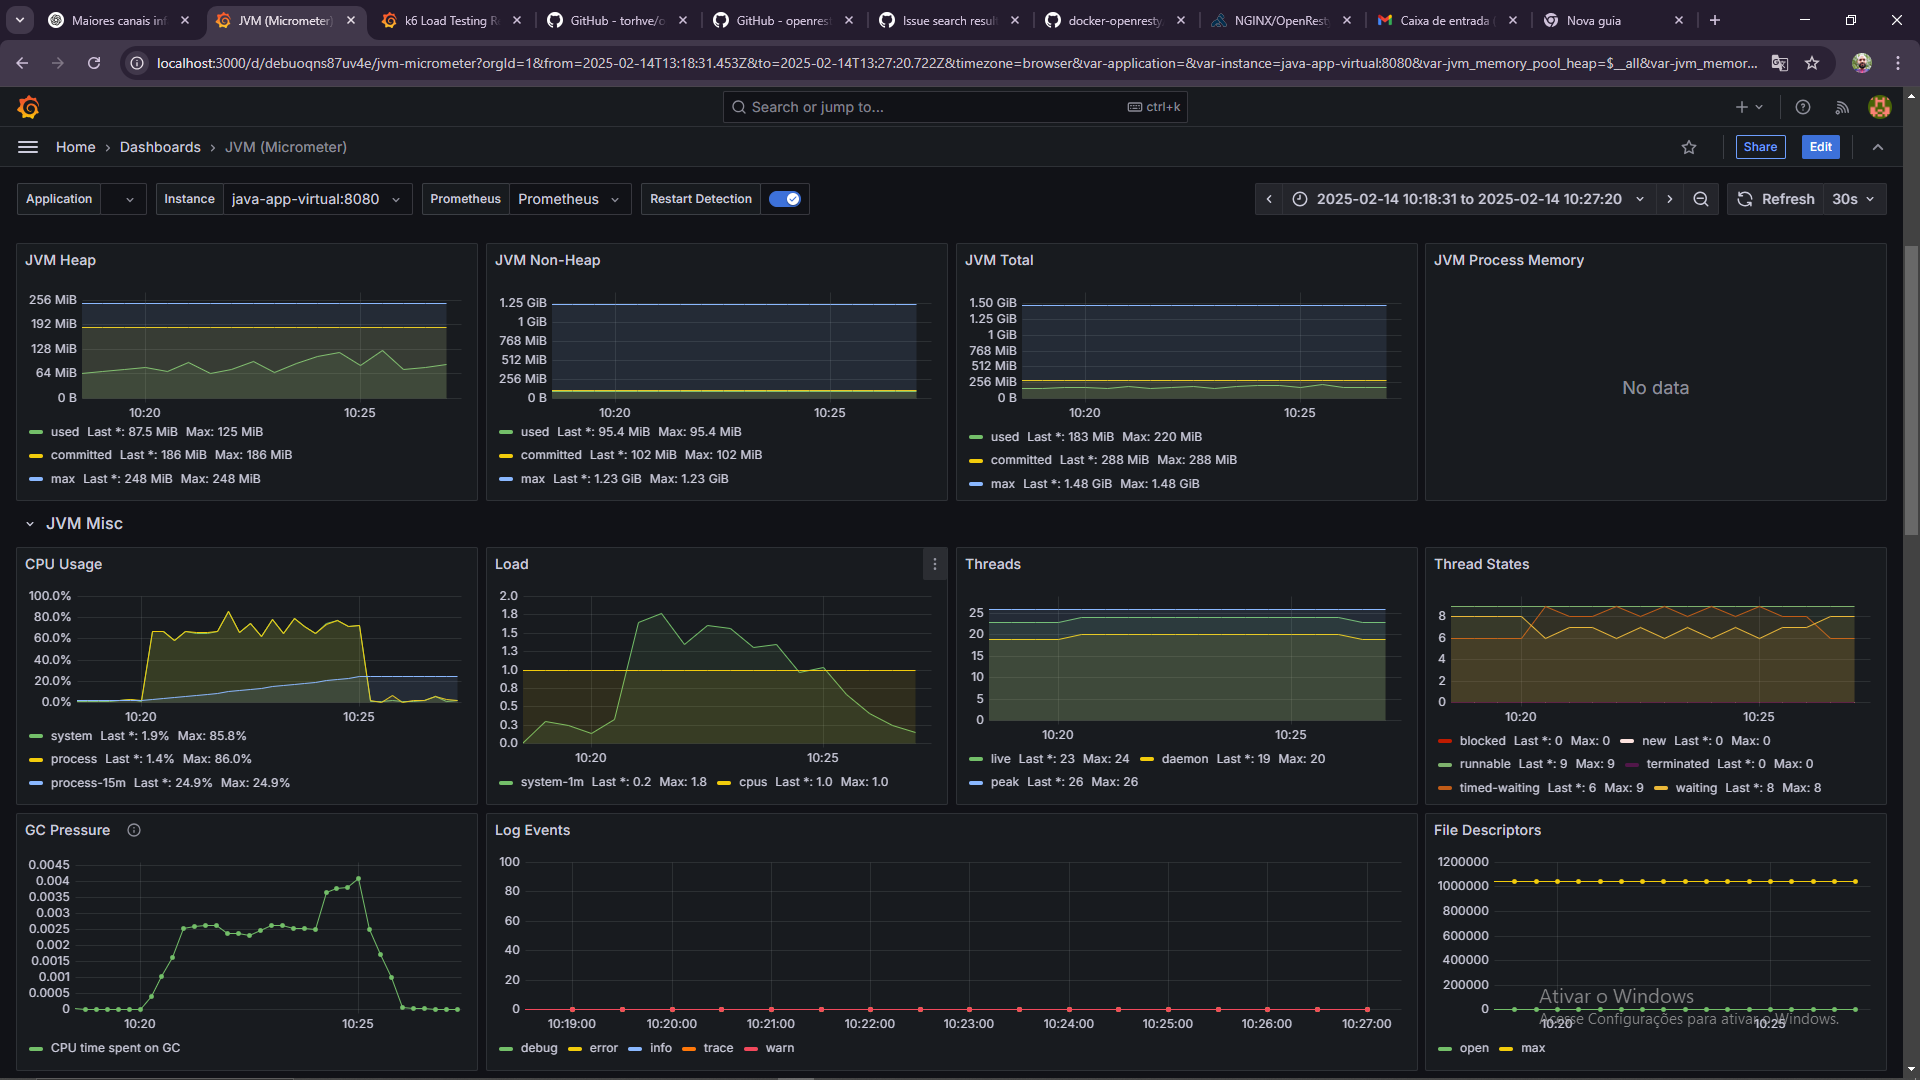 Maiores canais inf
JVM (Micrometer)
k6 Load Testing R
GitHub - torhve/o
GitHub - openrest
Issue search resul
docker-openresty
NGINX/OpenRest
Caixa de entrada (
Nova guia
localhost:3000/d/debuoqns87uv4e/jvm-micrometer?orgId=1&from=2025-02-14T13:18:31.453Z&to=2025-02-14T13:27:20.722Z&timezone=browser&var-application=&var-instance=java-app-virtual:8080&var-jvm_memory_pool_heap=$__all&var-jvm_memor...
Search or jump to...
ctrl+k
Home > Dashboards > JVM (Micrometer)
Share
Edit
Application
Instance java-app-virtual:8080
Prometheus Prometheus
Restart Detection
2025-02-14 10:18:31 to 2025-02-14 10:27:20
Refresh 30s
JVM Heap
256 MiB
192 MiB
128 MiB
64 MiB
0 B
10:20 10:25
used Last *: 87.5 MiB Max: 125 MiB
committed Last *: 186 MiB Max: 186 MiB
max Last *: 248 MiB Max: 248 MiB
JVM Non-Heap
1.25 GiB
1 GiB
768 MiB
512 MiB
256 MiB
0 B
10:20 10:25
used Last *: 95.4 MiB Max: 95.4 MiB
committed Last *: 102 MiB Max: 102 MiB
max Last *: 1.23 GiB Max: 1.23 GiB
JVM Total
1.50 GiB
1.25 GiB
1 GiB
768 MiB
512 MiB
256 MiB
0 B
10:20 10:25
used Last *: 183 MiB Max: 220 MiB
committed Last *: 288 MiB Max: 288 MiB
max Last *: 1.48 GiB Max: 1.48 GiB
JVM Process Memory
No data
JVM Misc
CPU Usage
100.0%
80.0%
60.0%
40.0%
20.0%
0.0%
10:20 10:25
system Last *: 1.9% Max: 85.8%
process Last *: 1.4% Max: 86.0%
process-15m Last *: 24.9% Max: 24.9%
Load
2.0
1.8
1.5
1.3
1.0
0.8
0.5
0.3
0.0
10:20 10:25
system-1m Last *: 0.2 Max: 1.8 cpus Last *: 1.0 Max: 1.0
Threads
25
20
15
10
5
0
10:20 10:25
live Last *: 23 Max: 24 daemon Last *: 19 Max: 20
peak Last *: 26 Max: 26
Thread States
8
6
4
2
0
10:20 10:25
blocked Last *: 0 Max: 0 new Last *: 0 Max: 0
runnable Last *: 9 Max: 9 terminated Last *: 0 Max: 0
timed-waiting Last *: 6 Max: 9 waiting Last *: 8 Max: 8
GC Pressure
0.0045
0.004
0.0035
0.003
0.0025
0.002
0.0015
0.001
0.0005
0
10:20 10:25
CPU time spent on GC
Log Events
100
80
60
40
20
0
10:19:00 10:20:00 10:21:00 10:22:00 10:23:00 10:24:00 10:25:00 10:26:00 10:27:00
debug error info trace warn
File Descriptors
1200000
1000000
800000
600000
400000
200000
0
10:20 10:25
open max
Ativar o Windows
Acesse Configurações para ativar o Windows.